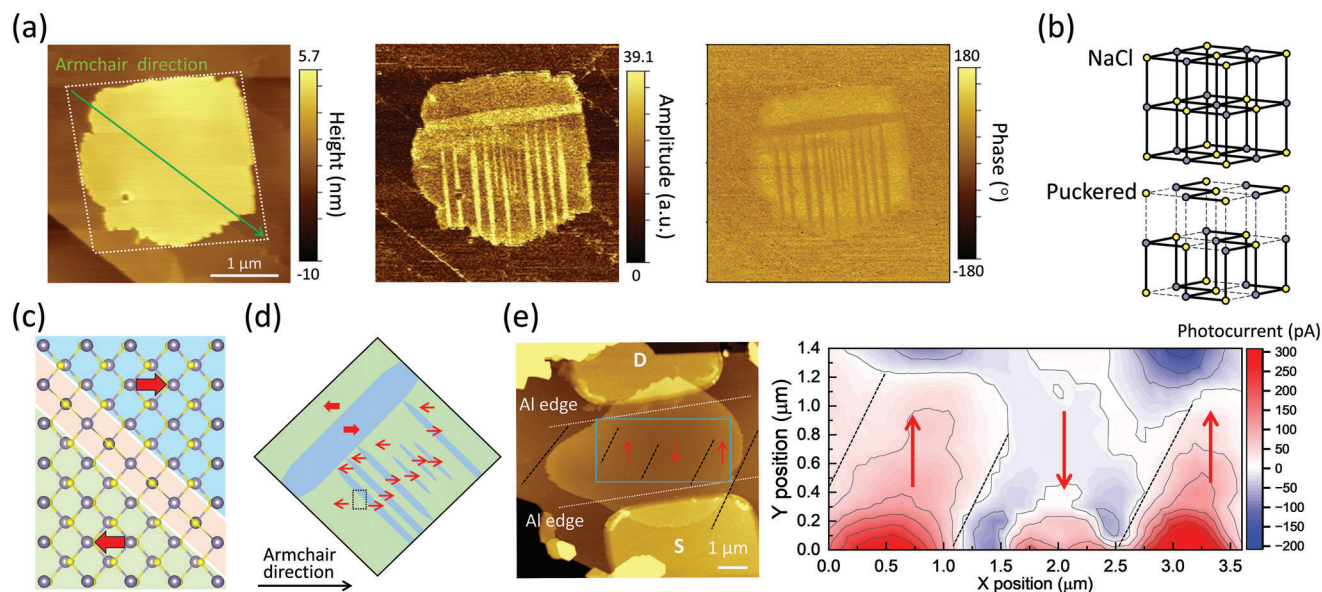 (a)
Armchair direction
1 μm
5.7
Height (nm)
-10
39.1
Amplitude (a.u.)
0
180
Phase (°)
-180
(b)
NaCl
Puckered
(c)
(d)
Armchair
direction
(e)
D
Al edge
Al edge
S
1 μm
Photocurrent (pA)
Y position (μm)
1.4
1.2
1.0
0.8
0.6
0.4
0.2
0.0
0.0 0.5 1.0 1.5 2.0 2.5 3.0 3.5
X position (μm)
300
250
200
150
100
50
0
-50
-100
-150
-200